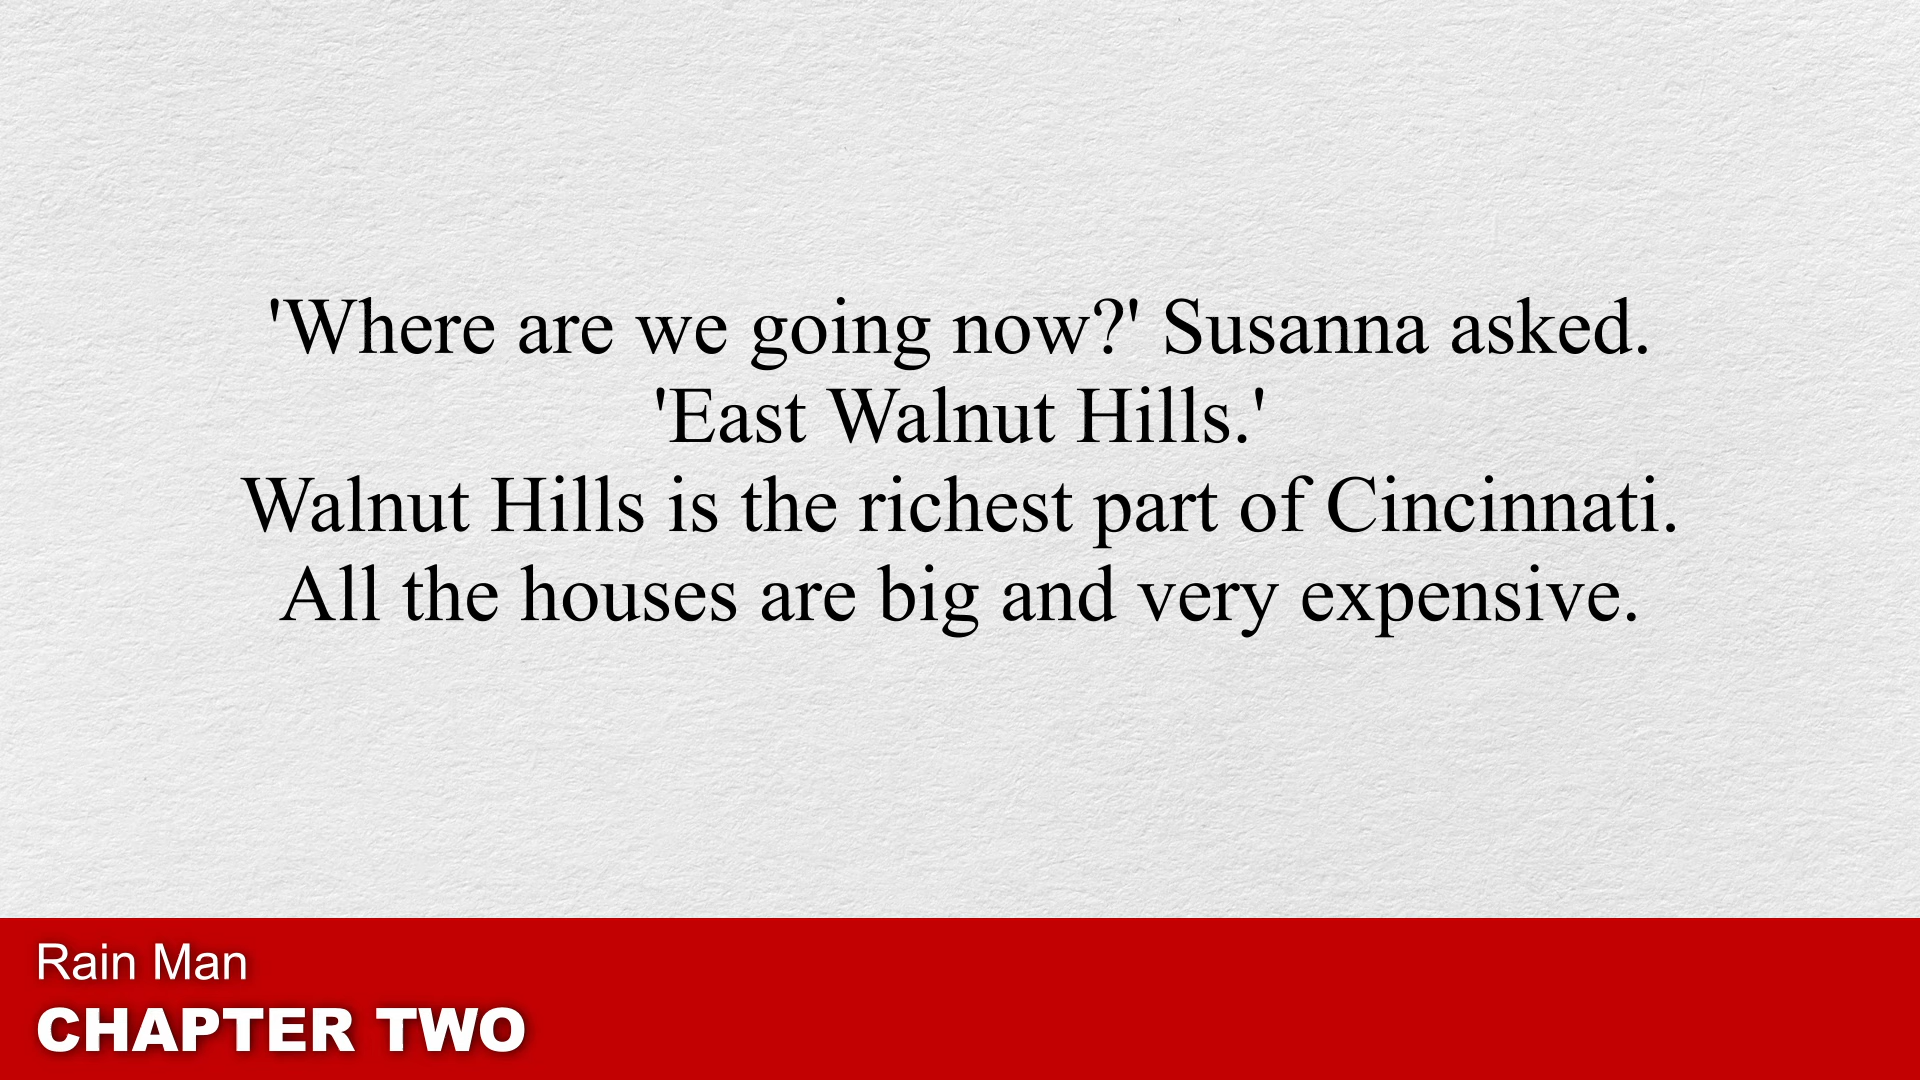 'Where are we going now?' Susanna asked.
'East Walnut Hills.'
Walnut Hills is the richest part of Cincinnati.
All the houses are big and very expensive.
Rain Man
CHAPTER TWO